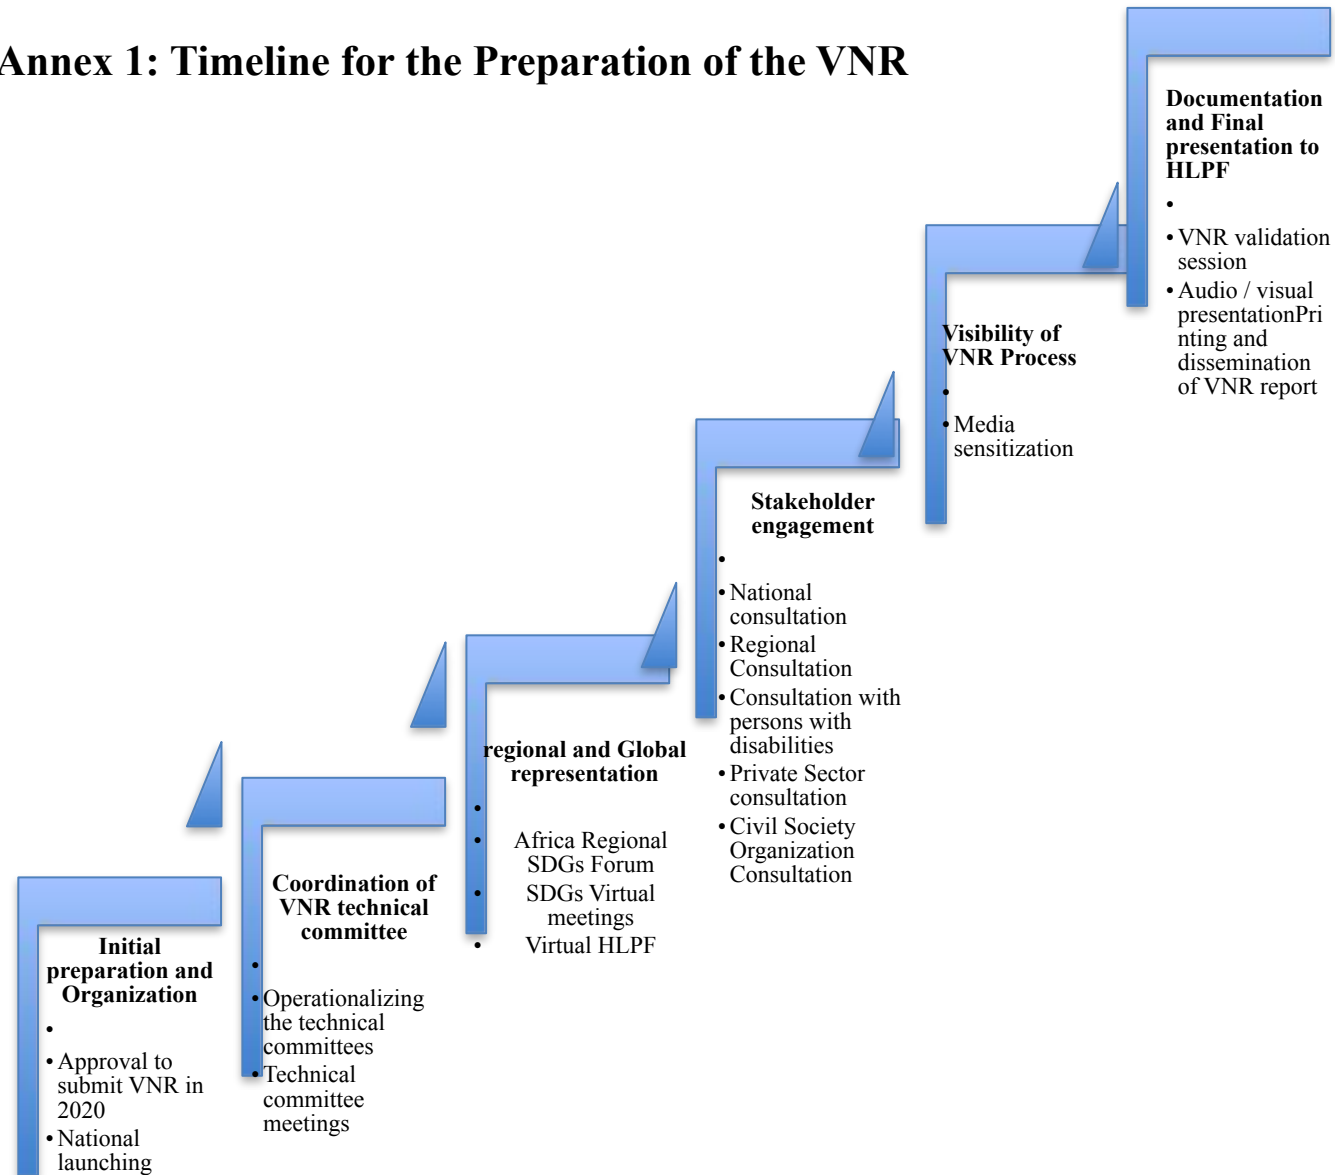 Annex 1: Timeline for the Preparation of the VNR
Documentation
and Final
presentation to
HLPF
•
• VNR validation
session
• Audio / visual
presentationPri
nting and
dissemination
of VNR report
Visibility of
VNR Process
•
• Media
sensitization
Stakeholder
engagement
•
• National
consultation
• Regional
Consultation
• Consultation with
persons with
disabilities
• Private Sector
consultation
• Civil Society
Organization
Consultation
regional and Global
representation
•
• Africa Regional
SDGs Forum
• SDGs Virtual
meetings
• Virtual HLPF
Coordination of
VNR technical
committee
•
• Operationalizing
the technical
committees
• Technical
committee
meetings
Initial
preparation and
Organization
•
• Approval to
submit VNR in
2020
• National
launching